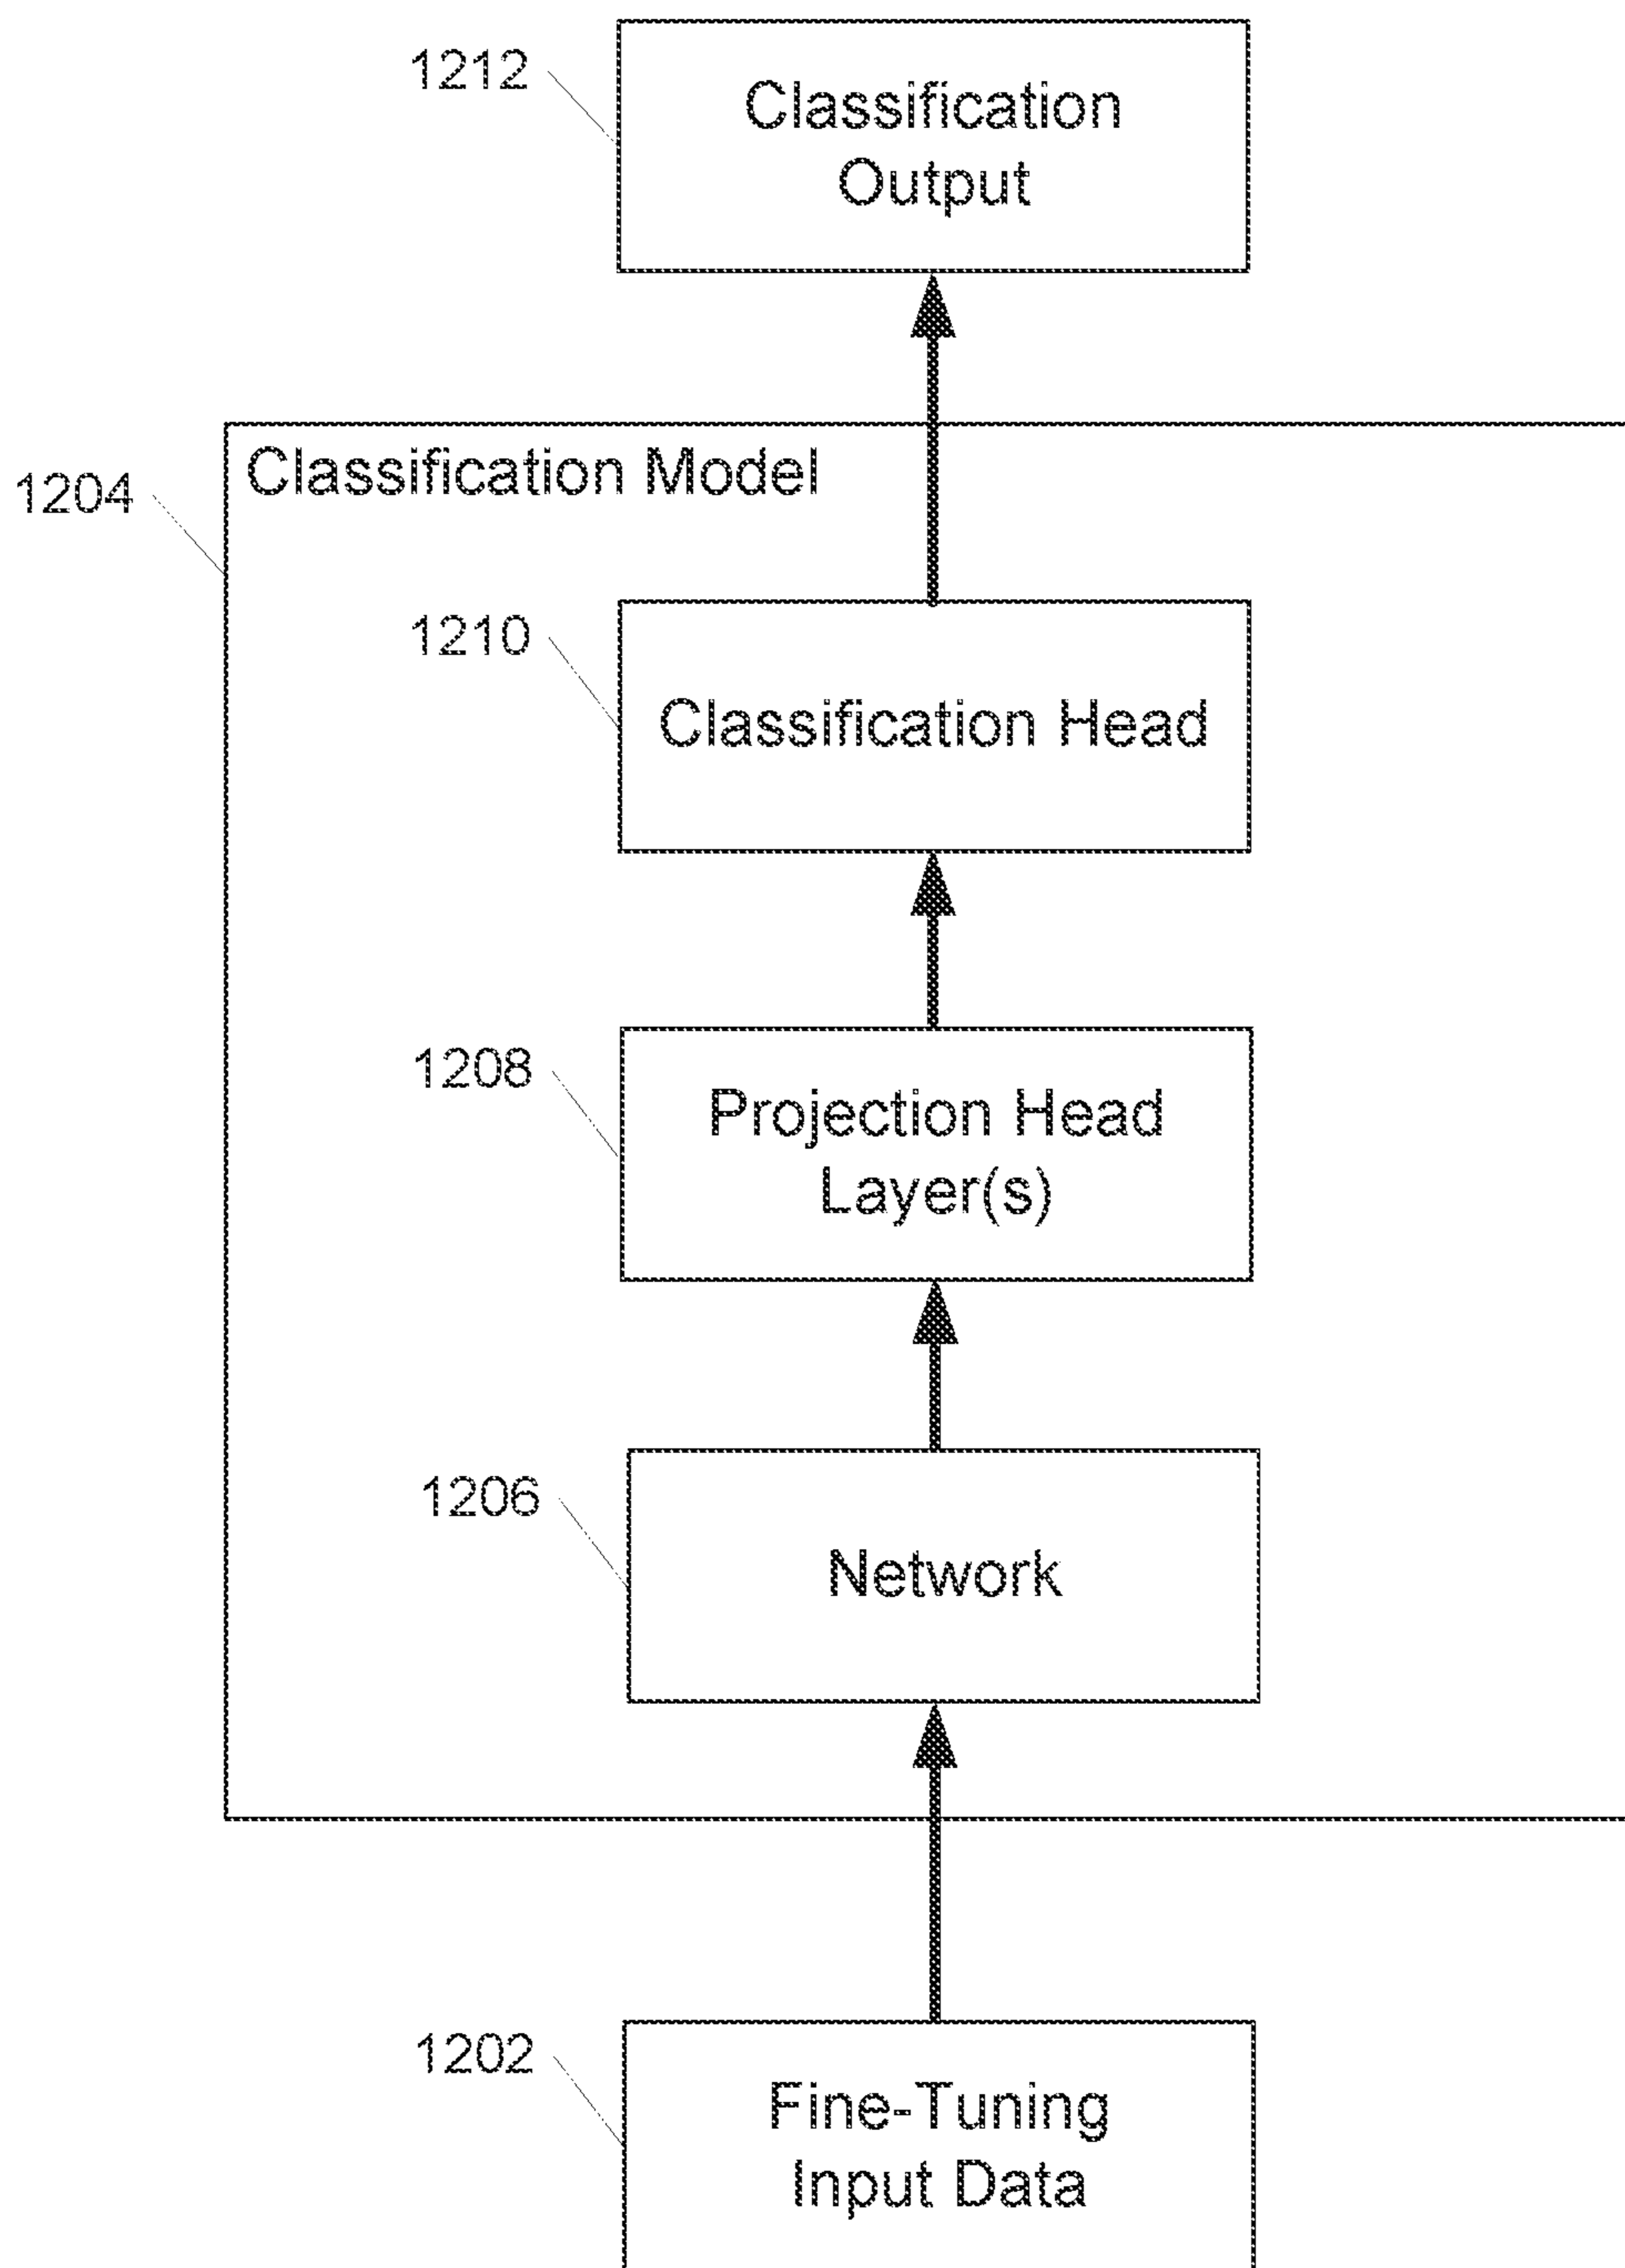 1212
Classification
Output
1204
Classification Model
1210
Classification Head
1208
Projection Head
Layer(s)
1206
Network
1202
Fine-Tuning
Input Data